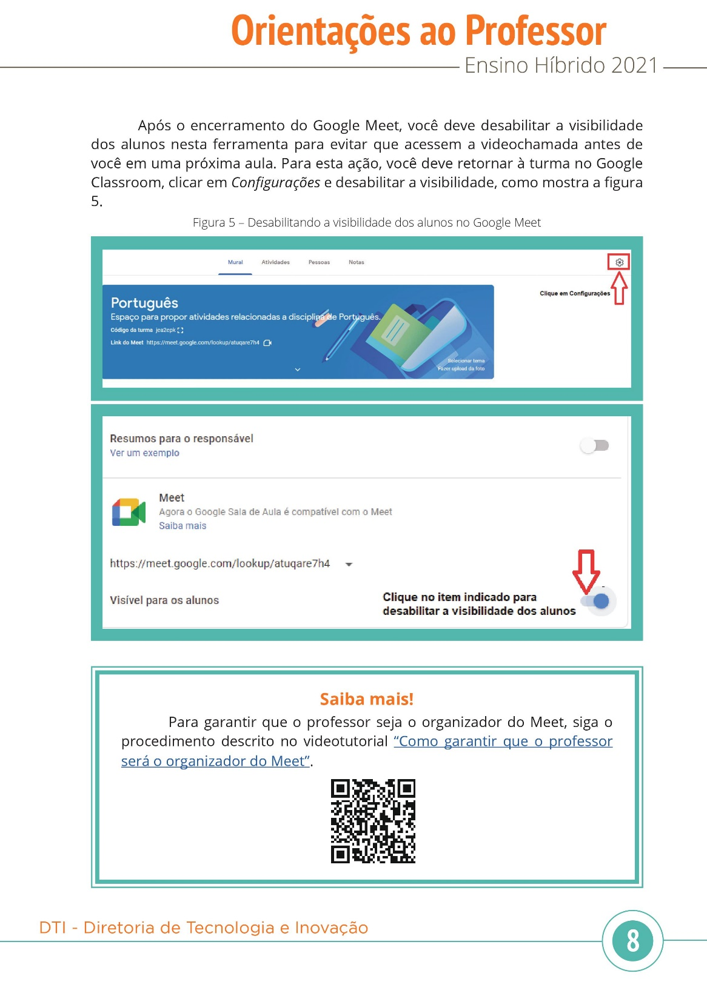 Orientações ao Professor
Ensino Híbrido 2021
Após o encerramento do Google Meet, você deve desabilitar a visibilidade
dos alunos nesta ferramenta para evitar que acessem a videochamada antes de
você em uma próxima aula. Para esta ação, você deve retornar à turma no Google
Classroom, clicar em Configurações e desabilitar a visibilidade, como mostra a figura
5.
Figura 5 – Desabilitando a visibilidade dos alunos no Google Meet
Mural Atividades Pessoas Notas
Clique em Configurações
Português
Espaço para propor atividades relacionadas a disciplina de Português.
Código da turma jea2epk
Link do Meet https://meet.google.com/lookup/atuqare7h4
Selecionar tema
Fazer upload da foto
Resumos para o responsável
Ver um exemplo
Meet
Agora o Google Sala de Aula é compatível com o Meet
Saiba mais
https://meet.google.com/lookup/atuqare7h4
Visível para os alunos
Clique no item indicado para
desabilitar a visibilidade dos alunos
Saiba mais!
Para garantir que o professor seja o organizador do Meet, siga o
procedimento descrito no videotutorial “Como garantir que o professor
será o organizador do Meet”.
DTI - Diretoria de Tecnologia e Inovação
8